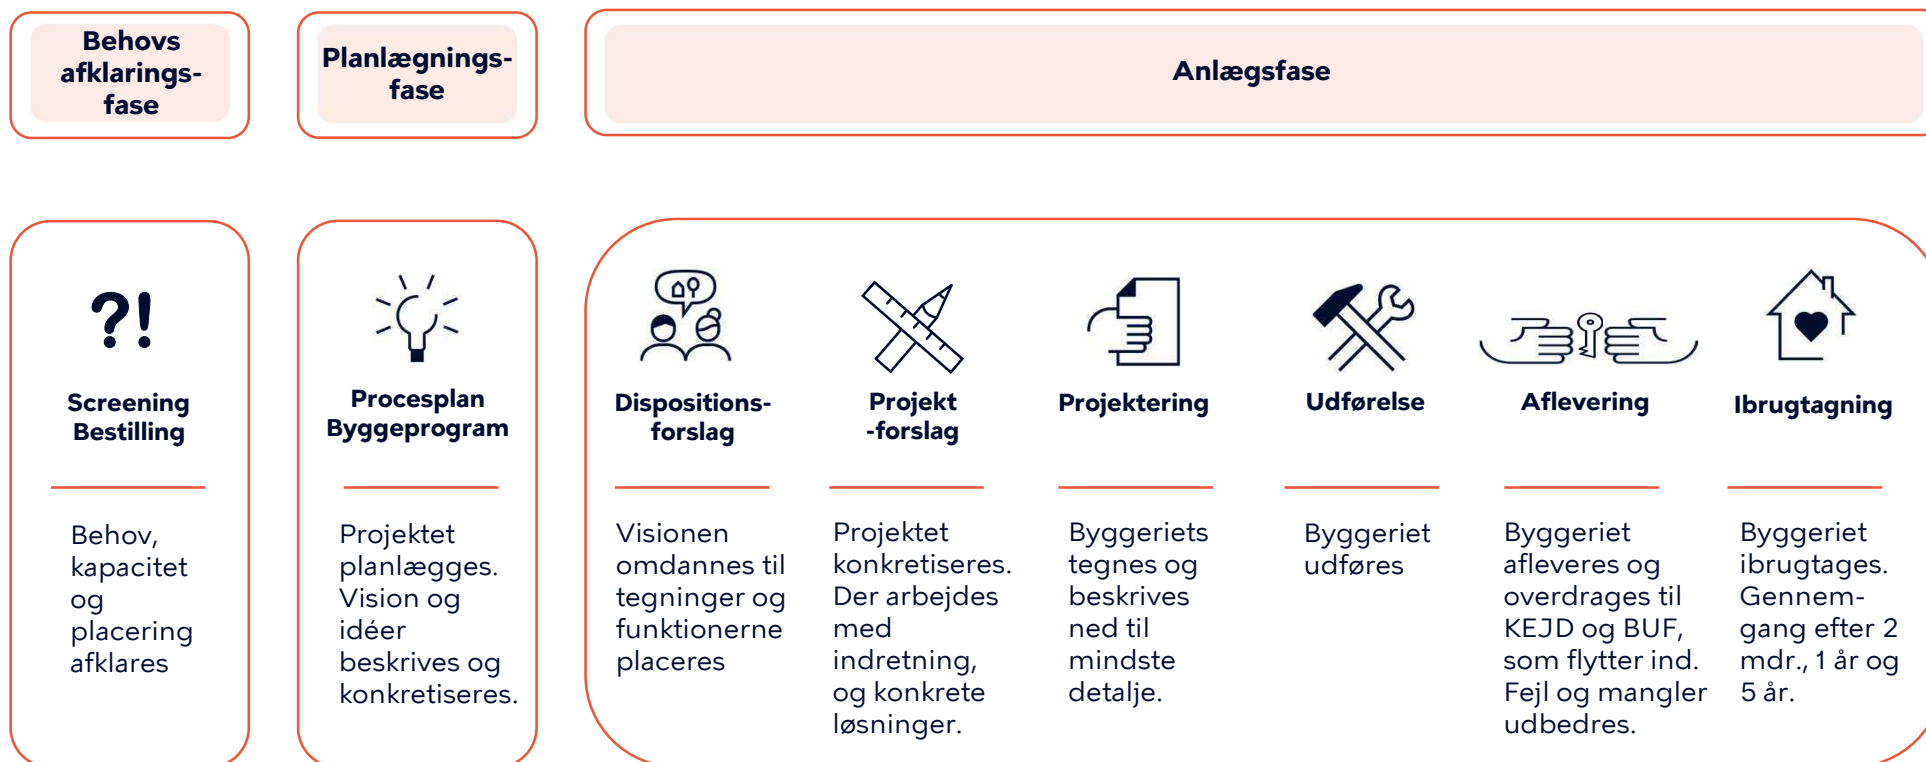 Behovs
afklarings-
fase
Planlægnings-
fase
Anlægsfase
?!
Screening
Bestilling
Behov,
kapacitet
og
placering
afklares
Procesplan
Byggeprogram
Projektet
planlægges.
Vision og
idéer
beskrives og
konkretiseres.
Dispositions-
forslag
Visionen
omdannes til
tegninger og
funktionerne
placeres
Projekt
-forslag
Projektet
konkretiseres.
Der arbejdes
med
indretning,
og konkrete
løsninger.
Projektering
Byggeriets
tegnes og
beskrives
ned til
mindste
detalje.
Udførelse
Byggeriet
udføres
Aflevering
Byggeriet
afleveres og
overdrages til
KEJD og BUF,
som flytter ind.
Fejl og mangler
udbedres.
Ibrugtagning
Byggeriet
ibrugtages.
Gennem-
gang efter 2
mdr., 1 år og
5 år.